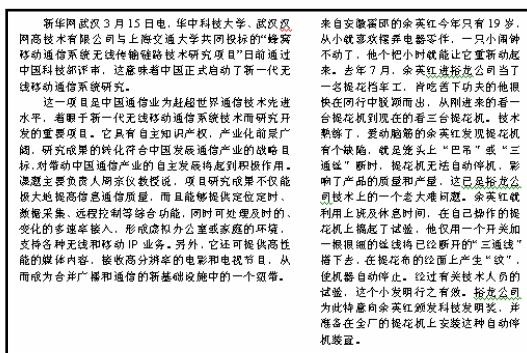 新华网武汉 3 月 15 日电，华中科技大学、武汉汉
网高技术有限公司与上海交通大学共同投标的“蜂窝
移动通信系统无线传输链路技术研究项目”日前通过
中国科技部评审，这意味着中国正式启动了新一代无
线移动通信系统研究。
这一项目是中国通信业为赶超世界通信技术先进
水平，着眼于新一代无线移动通信系统技术而研究开
发的重要项目。它具有自主知识产权，产业化前景广
阔，研究成果的转化符合中国发展通信产业的战略目
标，对带动中国通信产业的自主发展将起到积极作用。
课题主要负责人周宗仪教授说，项目研究成果不仅能
极大地提高信息通信质量，而且能够提供定位定时、
数据采集、远程控制等综合功能，同时可处理及时的、
变化的多速率接入，形成虚拟办公室或家庭的环境，
支持各种无线和移动 IP 业务。另外，它还可提供高性
能的媒体内容，接收高分辨率的电影和电视节目，从
而成为合并广播和通信的新基础设施中的一个纽带。
来自安徽霍邱的余英红今年只有 19 岁，
从小就喜欢摆弄电器零件，一只小闹钟
不动了，他个把小时就能让它重新动起
来。去年 7 月，余英红进裕龙公司当了
一名提花档车工，肯吃苦下功夫的他很
快在同行中脱颖而出，从刚进来的看一
台提花机到现在的看三台提花机。技术
熟练了，爱动脑筋的余英红发现提花机
有个缺陷，就是笼头上“巴吊”或“三
通丝”断时，提花机无法自动停机，影
响了产品的质量和产量，这已是裕龙公
司技术上的一个老大难问题。余英红就
利用上班及休息时间，在自己操作的提
花机上搞起了试验，他仅用一个开关加
一根很细的丝线将已经断开的“三通线”
搭下去，在提花布的经面上产生“纹”，
使机器自动停止。经过有关技术人员的
试验，这个小发明行之有效。裕龙公司
为此特意向余英红颁发科技发明奖，并
准备在全厂的提花机上安装这种自动停
机装置。